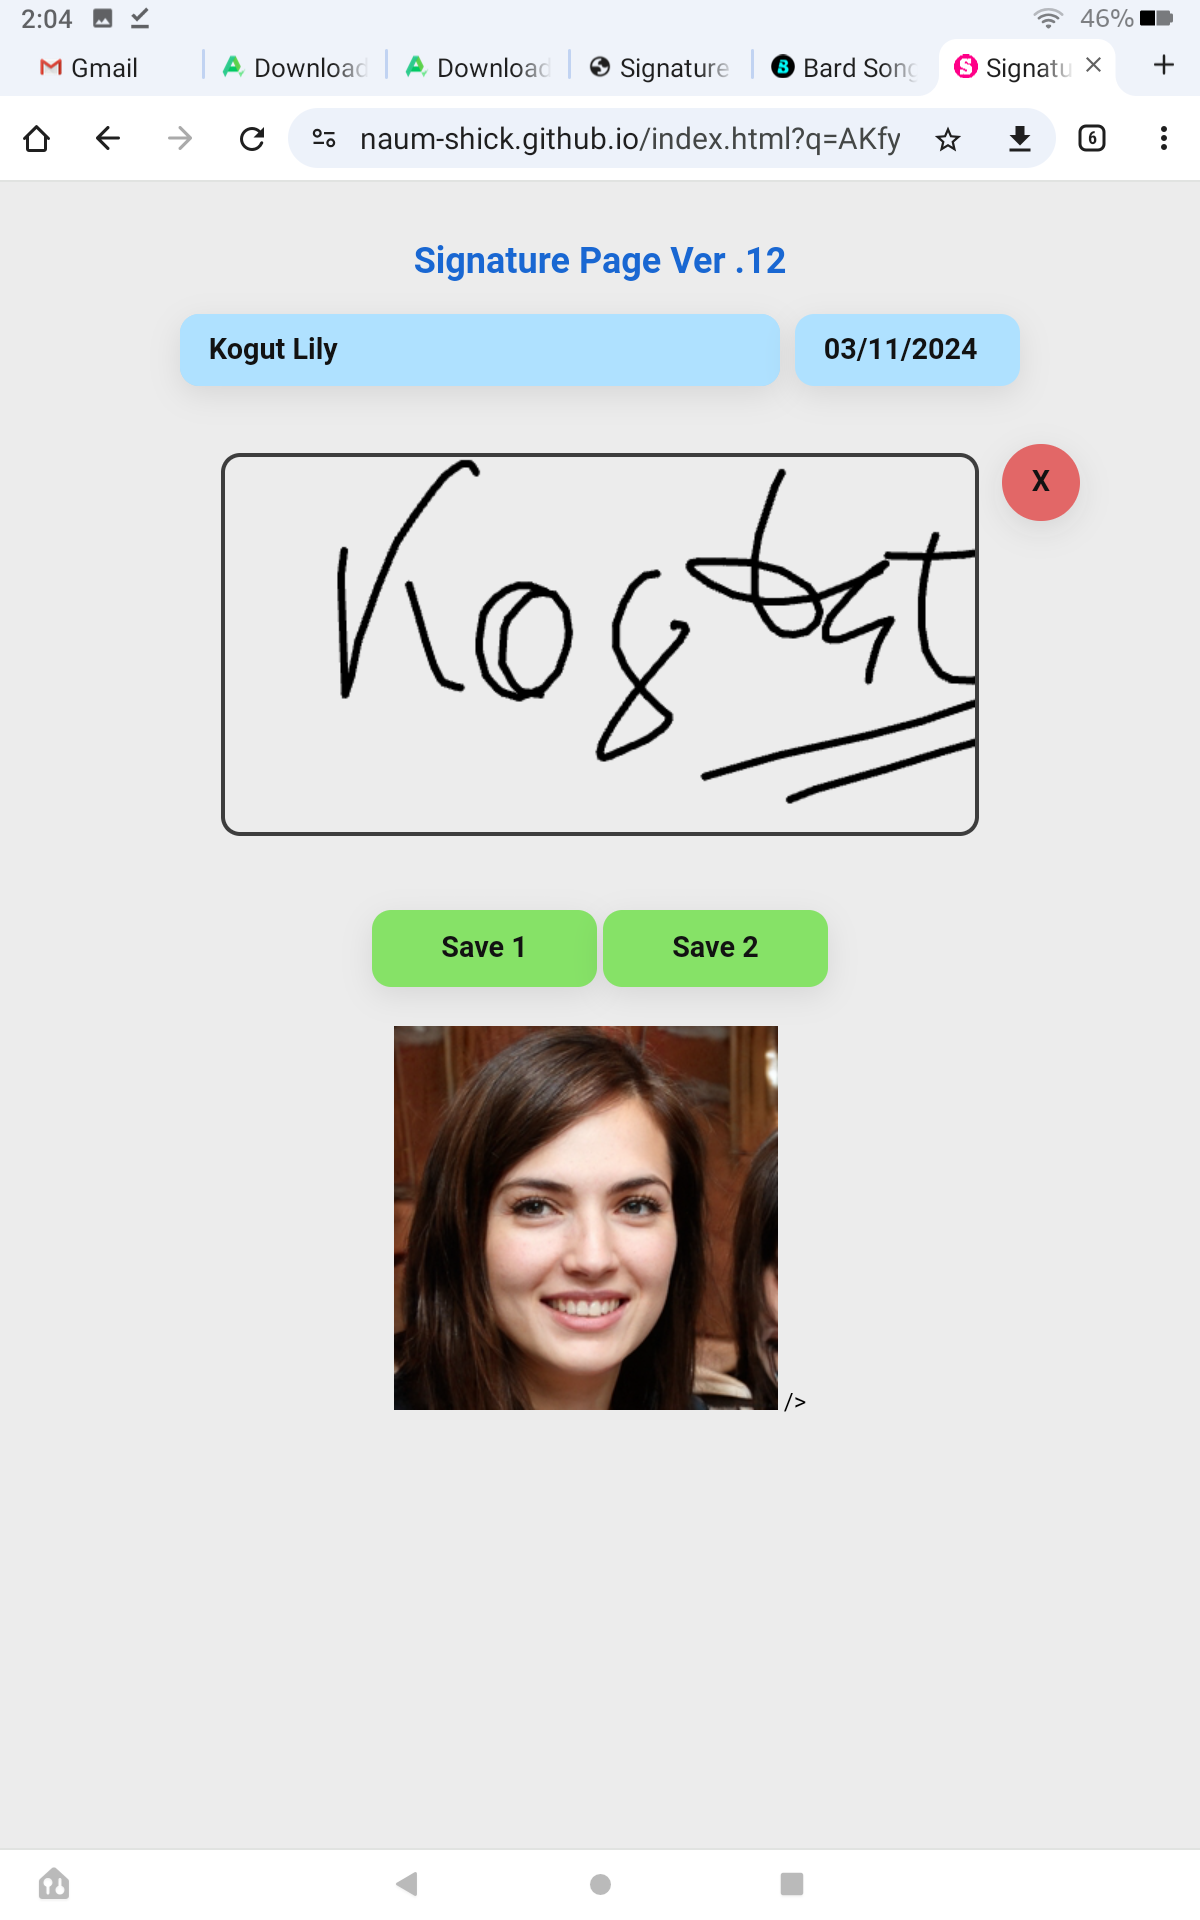 2:04 46%
Gmail Download Download Signature Bard Song Signatu
naum-shick.github.io/index.html?q=AKfy 6
Signature Page Ver .12
Kogut Lily 03/11/2024
X
Kogut
Save 1 Save 2
/>